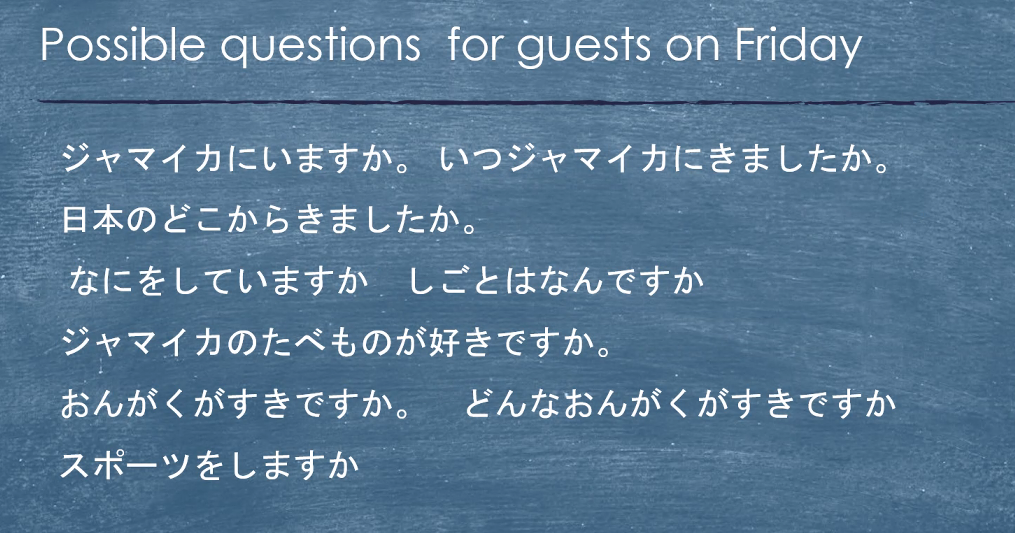 Possible questions for guests on Friday
ジャマイカにいますか。 いつジャマイカにきましたか。
日本のどこからきましたか。
なにをしていますか　しごとはなんですか
ジャマイカのたべものが好きですか。
おんがくがすきですか。　どんなおんがくがすきですか
スポーツをしますか